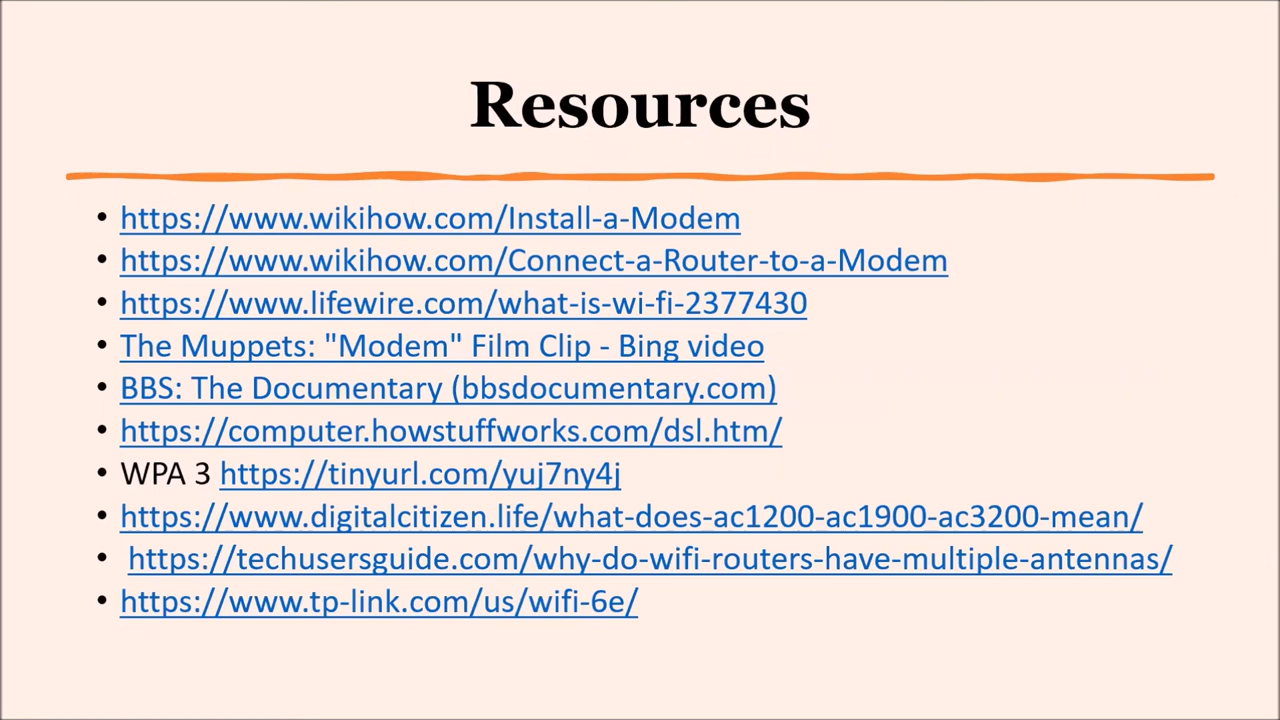 Resources
• https://www.wikihow.com/Install-a-Modem
• https://www.wikihow.com/Connect-a-Router-to-a-Modem
• https://www.lifewire.com/what-is-wi-fi-2377430
• The Muppets: "Modem" Film Clip - Bing video
• BBS: The Documentary (bbsdocumentary.com)
• https://computer.howstuffworks.com/dsl.htm/
• WPA 3 https://tinyurl.com/yuj7ny4j
• https://www.digitalcitizen.life/what-does-ac1200-ac1900-ac3200-mean/
• https://techusersguide.com/why-do-wifi-routers-have-multiple-antennas/
• https://www.tp-link.com/us/wifi-6e/